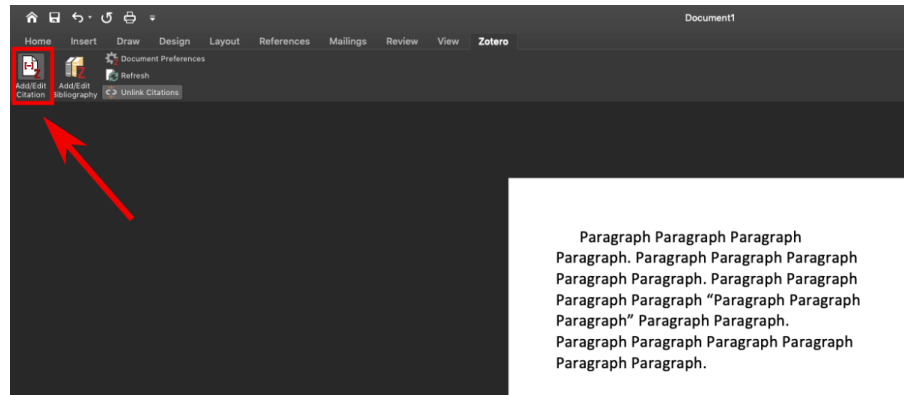 Document1
Home Insert Draw Design Layout References Mailings Review View Zotero
Add/Edit
Citation
Add/Edit
Bibliography
Document Preferences
Refresh
Unlink Citations
Paragraph Paragraph Paragraph
Paragraph. Paragraph Paragraph Paragraph
Paragraph Paragraph. Paragraph Paragraph
Paragraph Paragraph “Paragraph Paragraph
Paragraph” Paragraph Paragraph.
Paragraph Paragraph Paragraph Paragraph
Paragraph Paragraph.